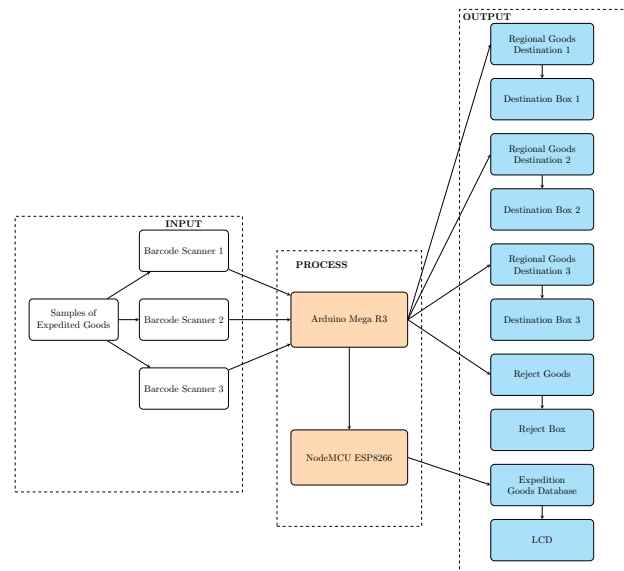 INPUT
Samples of
Expedited Goods
Barcode Scanner 1
Barcode Scanner 2
Barcode Scanner 3
PROCESS
Arduino Mega R3
NodeMCU ESP8266
OUTPUT
Regional Goods
Destination 1
Destination Box 1
Regional Goods
Destination 2
Destination Box 2
Regional Goods
Destination 3
Destination Box 3
Reject Goods
Reject Box
Expedition
Goods Database
LCD